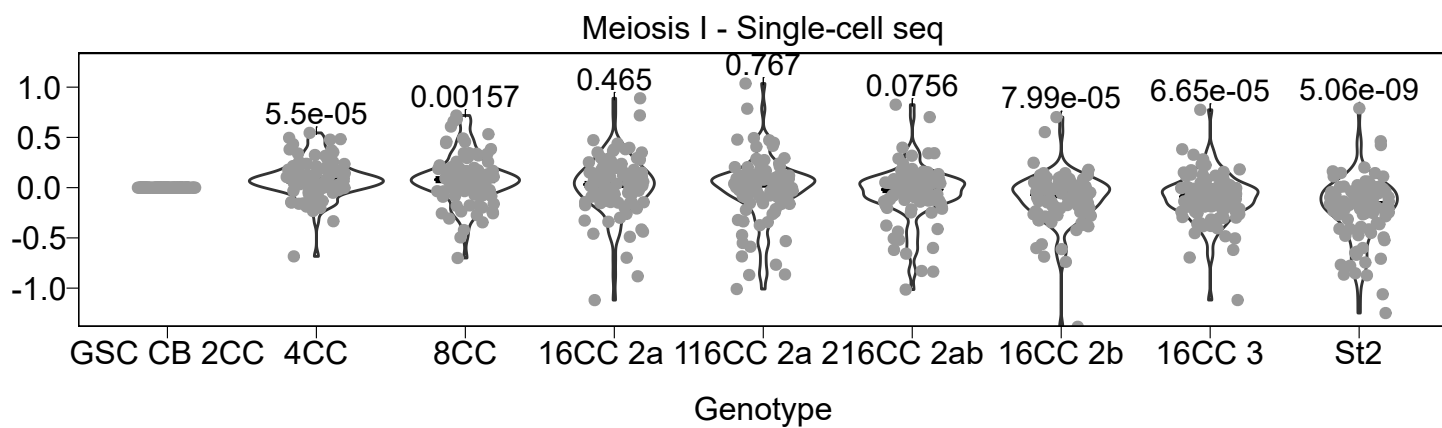 Meiosis I - Single-cell seq
1.0
0.5
0.0
-0.5
-1.0
5.5e-05
0.00157
0.465
0.767
0.0756
7.99e-05
6.65e-05
5.06e-09
GSC CB 2CC 4CC 8CC 16CC 2a 116CC 2a 216CC 2ab 16CC 2b 16CC 3 St2
Genotype